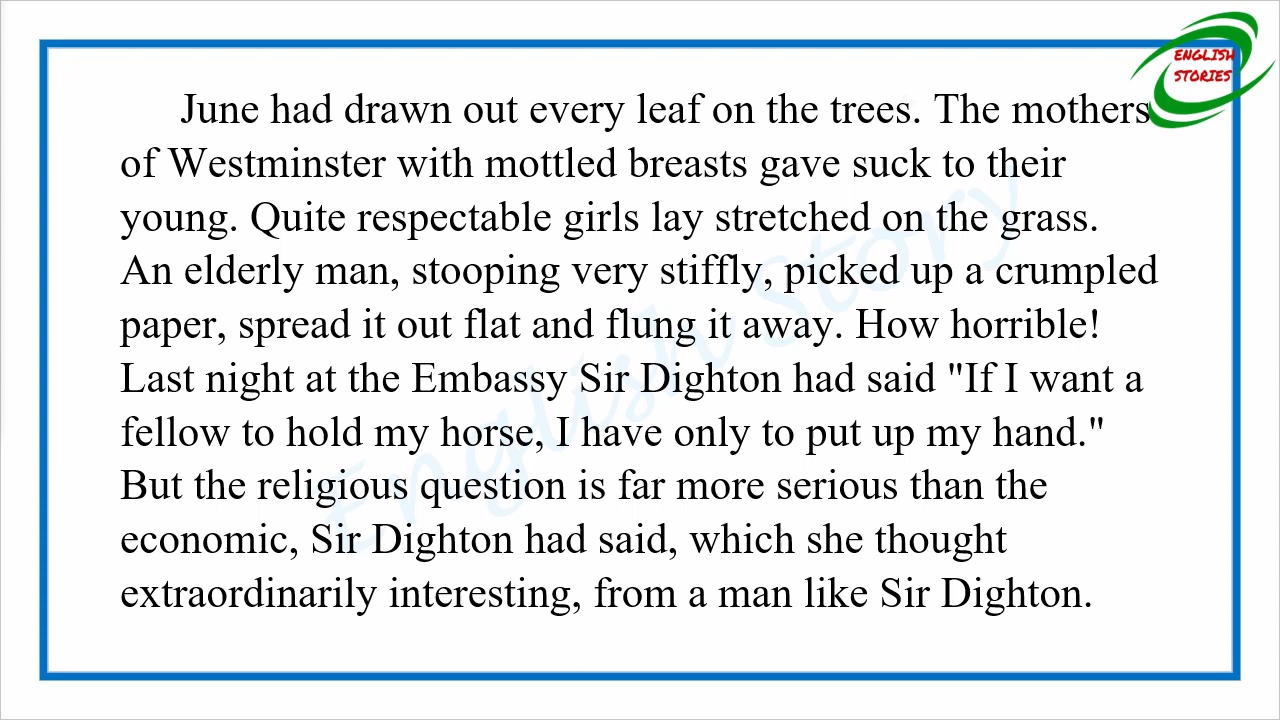 ENGLISH
STORIES
June had drawn out every leaf on the trees. The mothers
of Westminster with mottled breasts gave suck to their
young. Quite respectable girls lay stretched on the grass.
An elderly man, stooping very stiffly, picked up a crumpled
paper, spread it out flat and flung it away. How horrible!
Last night at the Embassy Sir Dighton had said "If I want a
fellow to hold my horse, I have only to put up my hand."
But the religious question is far more serious than the
economic, Sir Dighton had said, which she thought
extraordinarily interesting, from a man like Sir Dighton.
English Story